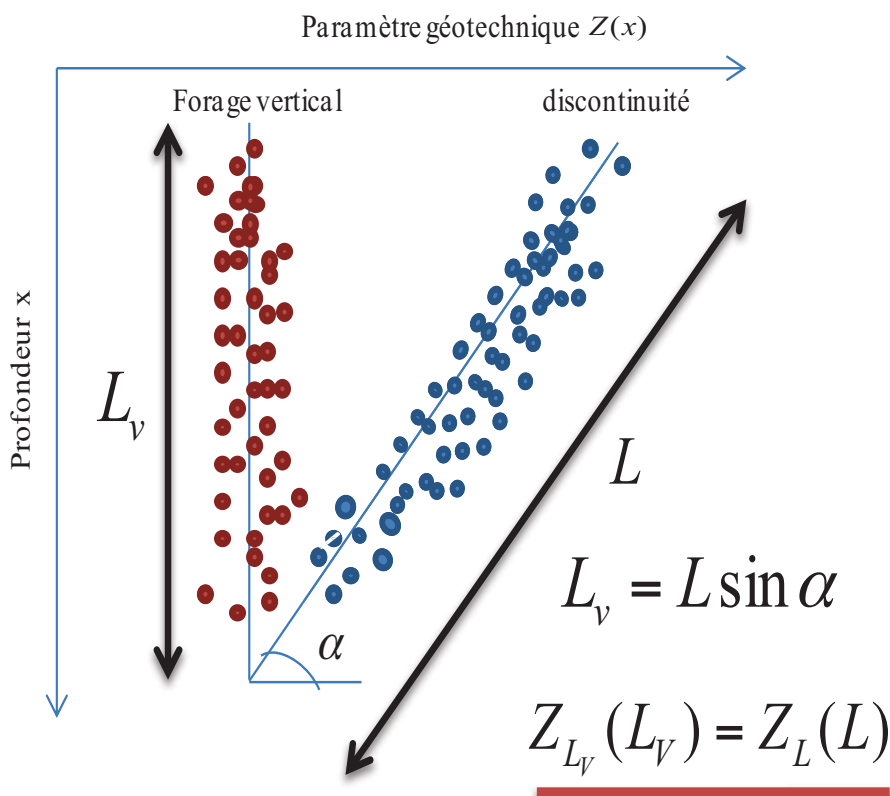 Paramètre géotechnique Z(x)
Forage vertical
discontinuité
Profondeur x
L_v
L
L_v = L sin α
α
Z_{L_V}(L_V) = Z_L(L)